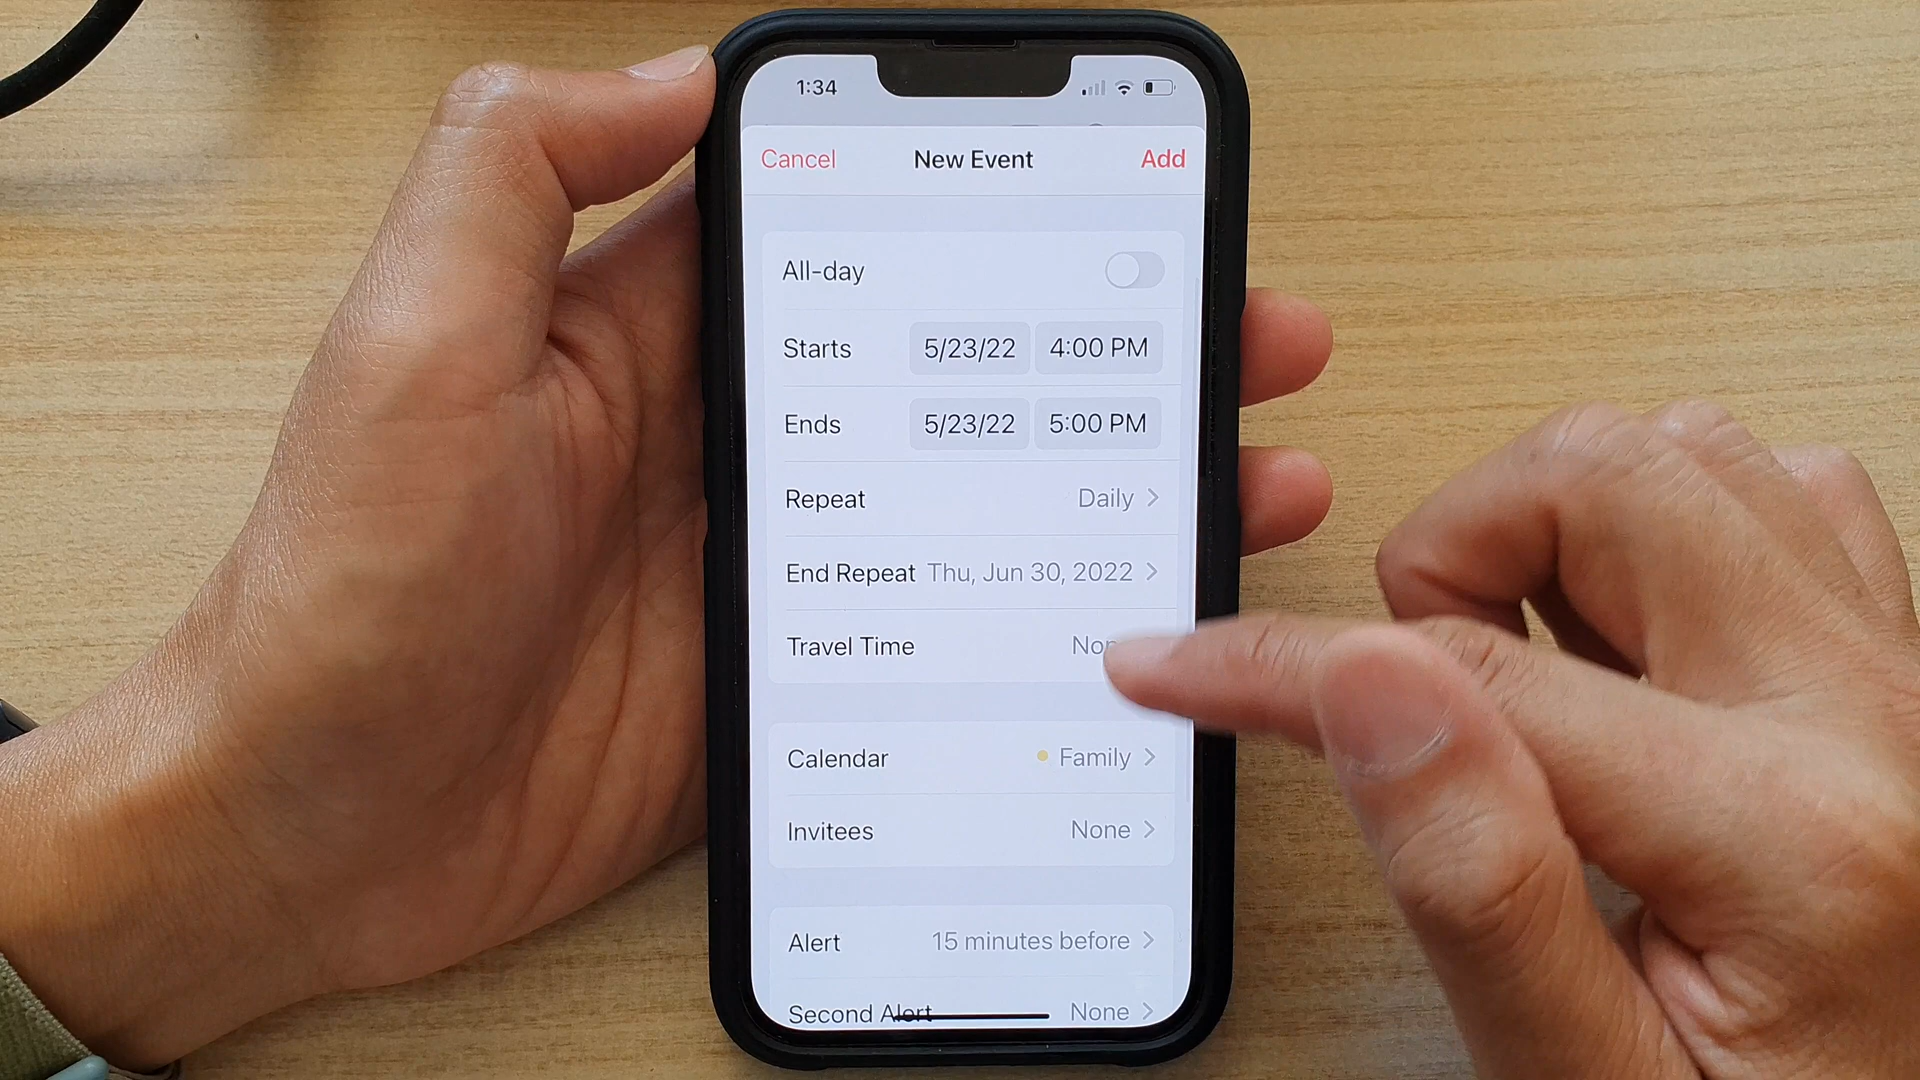 1:34
Cancel New Event Add
All-day
Starts 5/23/22 4:00 PM
Ends 5/23/22 5:00 PM
Repeat Daily
End Repeat Thu, Jun 30, 2022
Travel Time
Calendar Family
Invitees None
Alert 15 minutes before
Second Alert None